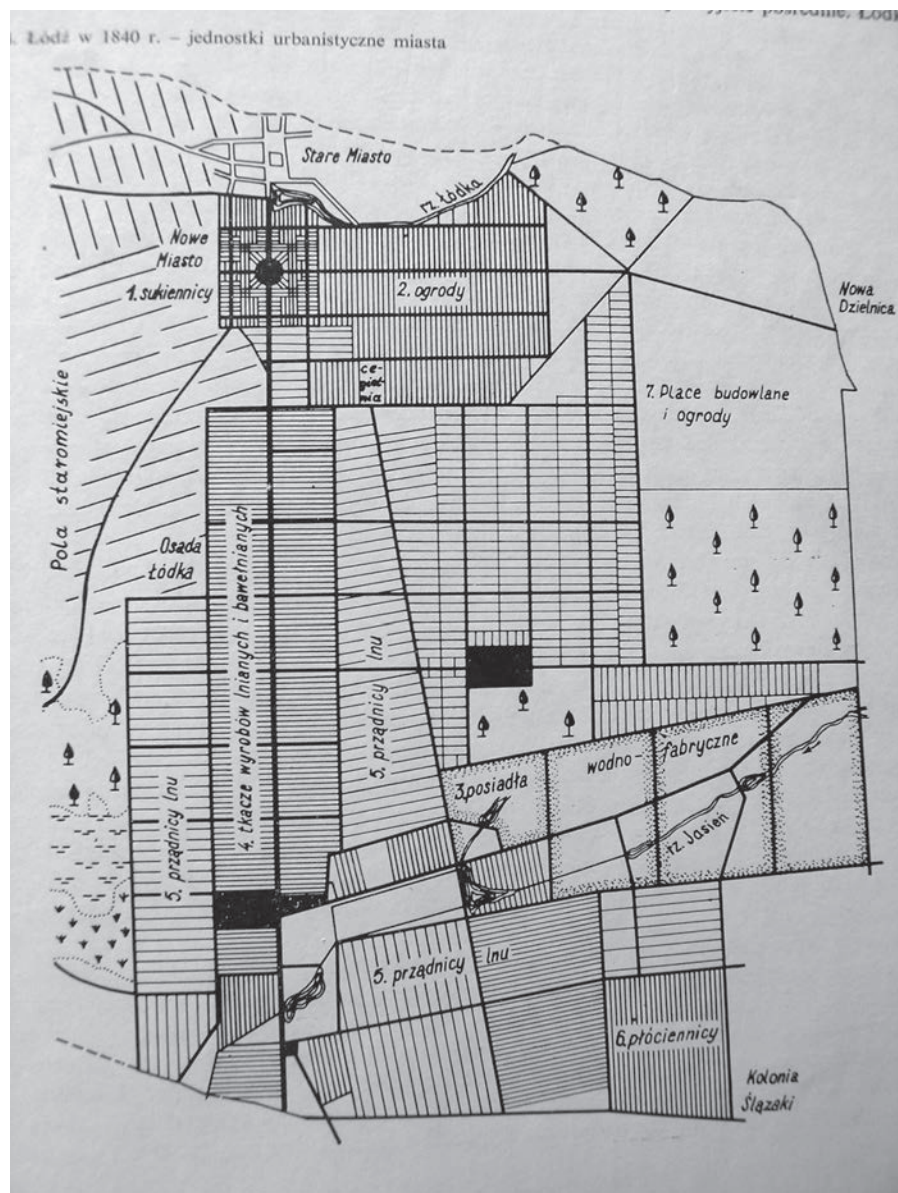 pośrednie. Łódk
. Łódź w 1840 r. – jednostki urbanistyczne miasta
Stare Miasto
rz. Łódka
Nowe
Miasto
1. sukiennicy
2. ogrody
Nowa
Dzielnica
ce-
giel-
nia
7. Place budowlane
i ogrody
Pola staromiejskie
Osada
Łódka
4. tkacze wyrobów lnianych i bawełnianych
5. prządnicy lnu
5. prządnicy lnu
3. posiadła wodno-fabryczne
rz. Jasień
5. prządnicy lnu
6. płóciennicy
Kolonia
Ślązaki